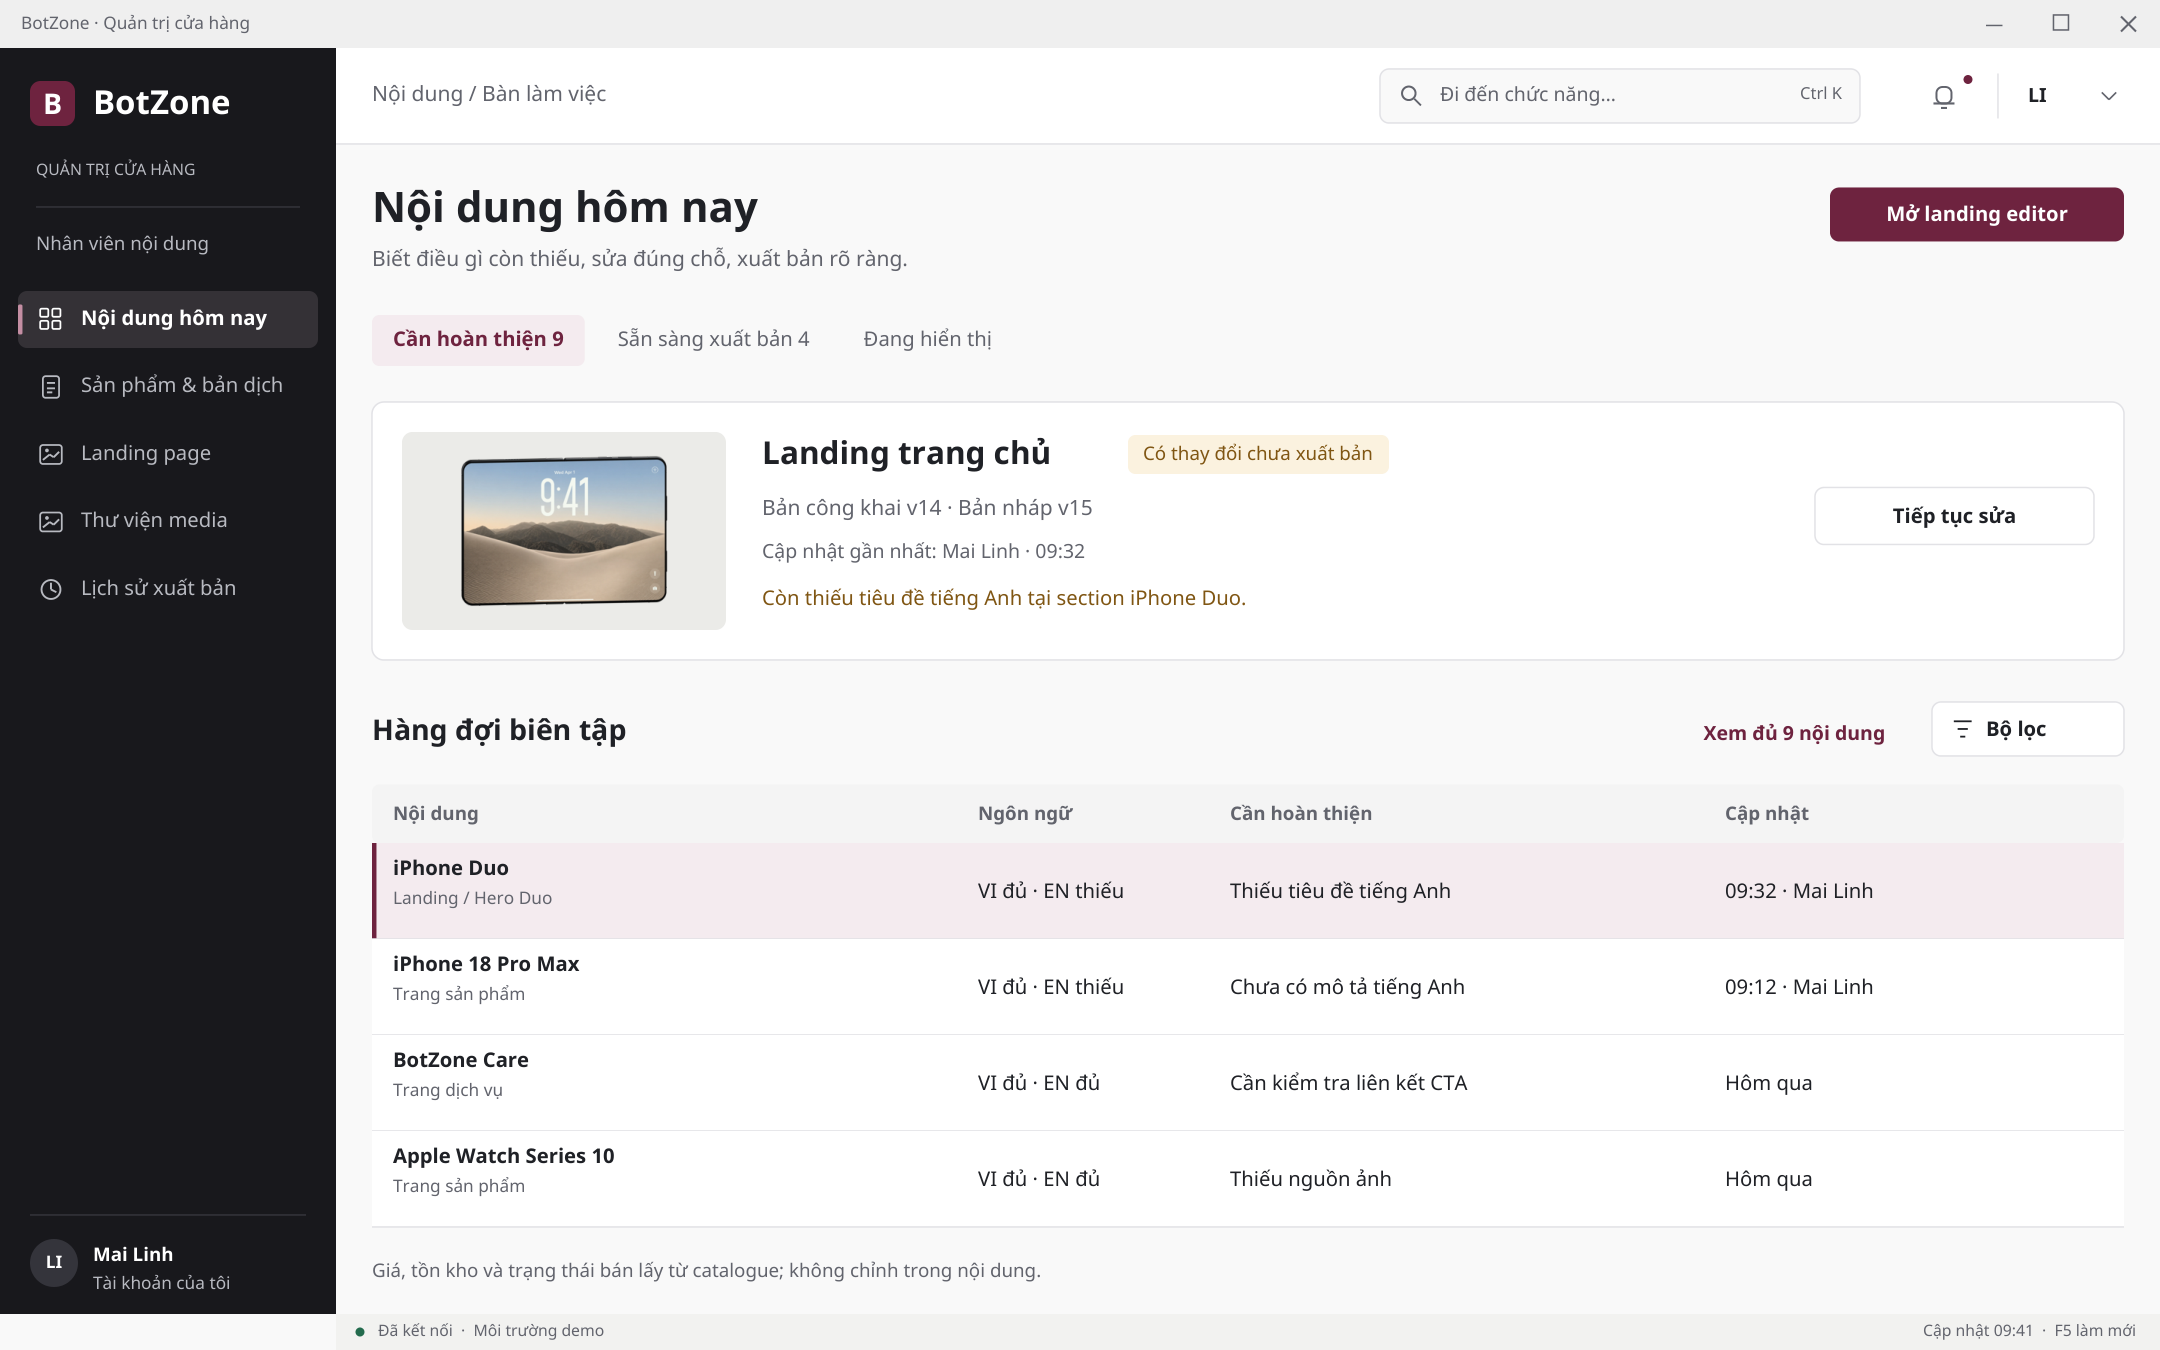 BotZone · Quản trị cửa hàng
B BotZone
QUẢN TRỊ CỬA HÀNG
Nhân viên nội dung
Nội dung hôm nay
Sản phẩm & bản dịch
Landing page
Thư viện media
Lịch sử xuất bản
LI
Mai Linh
Tài khoản của tôi
Nội dung / Bàn làm việc
Đi đến chức năng... Ctrl K
LI
Nội dung hôm nay
Mở landing editor
Biết điều gì còn thiếu, sửa đúng chỗ, xuất bản rõ ràng.
Cần hoàn thiện 9 Sẵn sàng xuất bản 4 Đang hiển thị
9:41
Landing trang chủ Có thay đổi chưa xuất bản
Bản công khai v14 · Bản nháp v15
Tiếp tục sửa
Cập nhật gần nhất: Mai Linh · 09:32
Còn thiếu tiêu đề tiếng Anh tại section iPhone Duo.
Hàng đợi biên tập Xem đủ 9 nội dung Bộ lọc
Nội dung Ngôn ngữ Cần hoàn thiện Cập nhật
iPhone Duo
Landing / Hero Duo
VI đủ · EN thiếu Thiếu tiêu đề tiếng Anh 09:32 · Mai Linh
iPhone 18 Pro Max
Trang sản phẩm
VI đủ · EN thiếu Chưa có mô tả tiếng Anh 09:12 · Mai Linh
BotZone Care
Trang dịch vụ
VI đủ · EN đủ Cần kiểm tra liên kết CTA Hôm qua
Apple Watch Series 10
Trang sản phẩm
VI đủ · EN đủ Thiếu nguồn ảnh Hôm qua
Giá, tồn kho và trạng thái bán lấy từ catalogue; không chỉnh trong nội dung.
Đã kết nối · Môi trường demo Cập nhật 09:41 · F5 làm mới